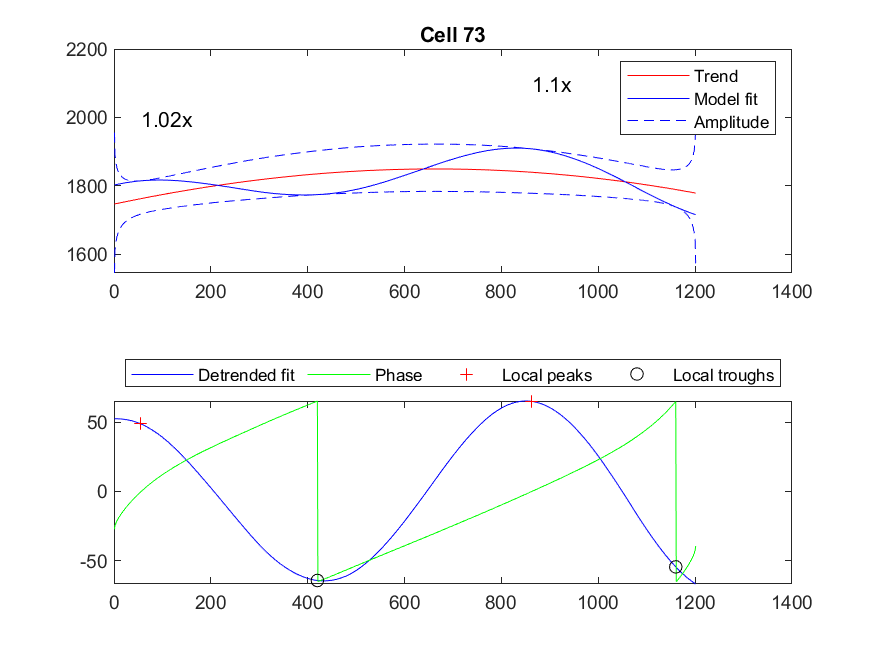 Cell 73
2200
2000
1800
1600
1.02x
1.1x
Trend
Model fit
Amplitude
0 200 400 600 800 1000 1200 1400
Detrended fit Phase Local peaks Local troughs
50
0
-50
0 200 400 600 800 1000 1200 1400